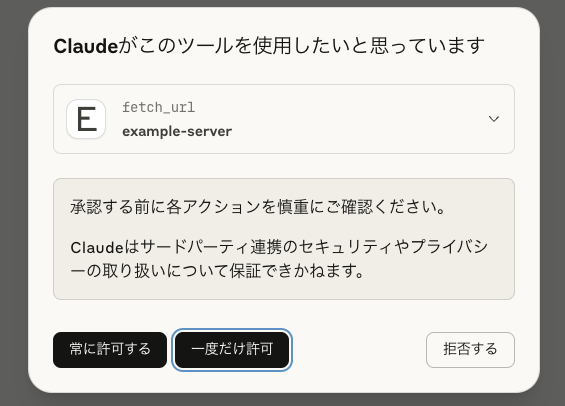 Claudeがこのツールを使用したいと思っています
E
fetch_url
example-server
承認する前に各アクションを慎重にご確認ください。
Claudeはサードパーティ連携のセキュリティやプライバシ
ーの取り扱いについて保証できかねます。
常に許可する
一度だけ許可
拒否する